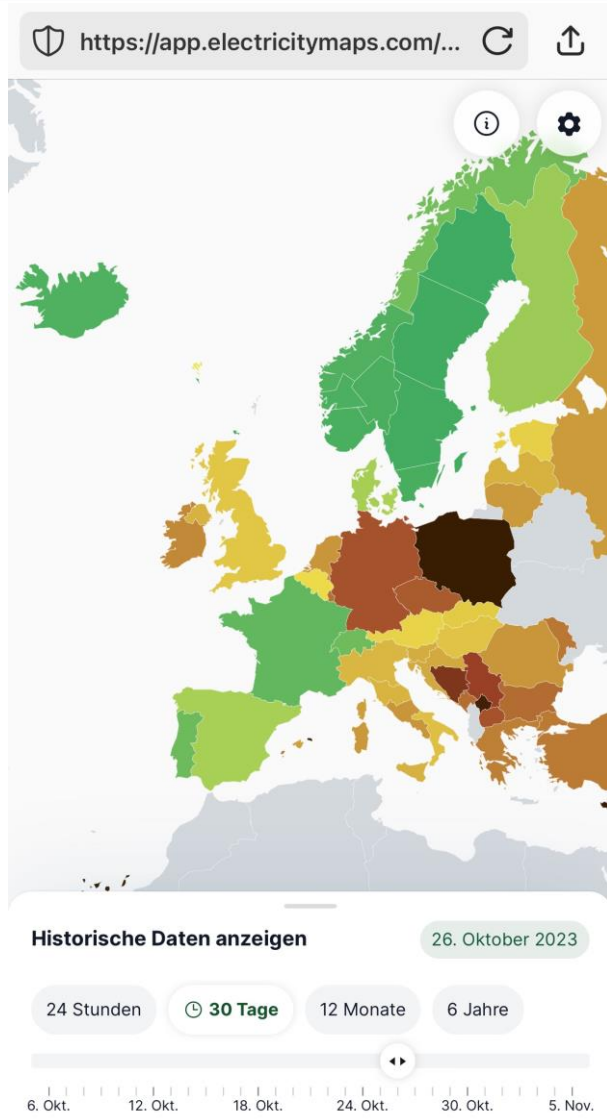 https://app.electricitymaps.com/...
Historische Daten anzeigen
26. Oktober 2023
24 Stunden
30 Tage
12 Monate
6 Jahre
6. Okt. 12. Okt. 18. Okt. 24. Okt. 30. Okt. 5. Nov.